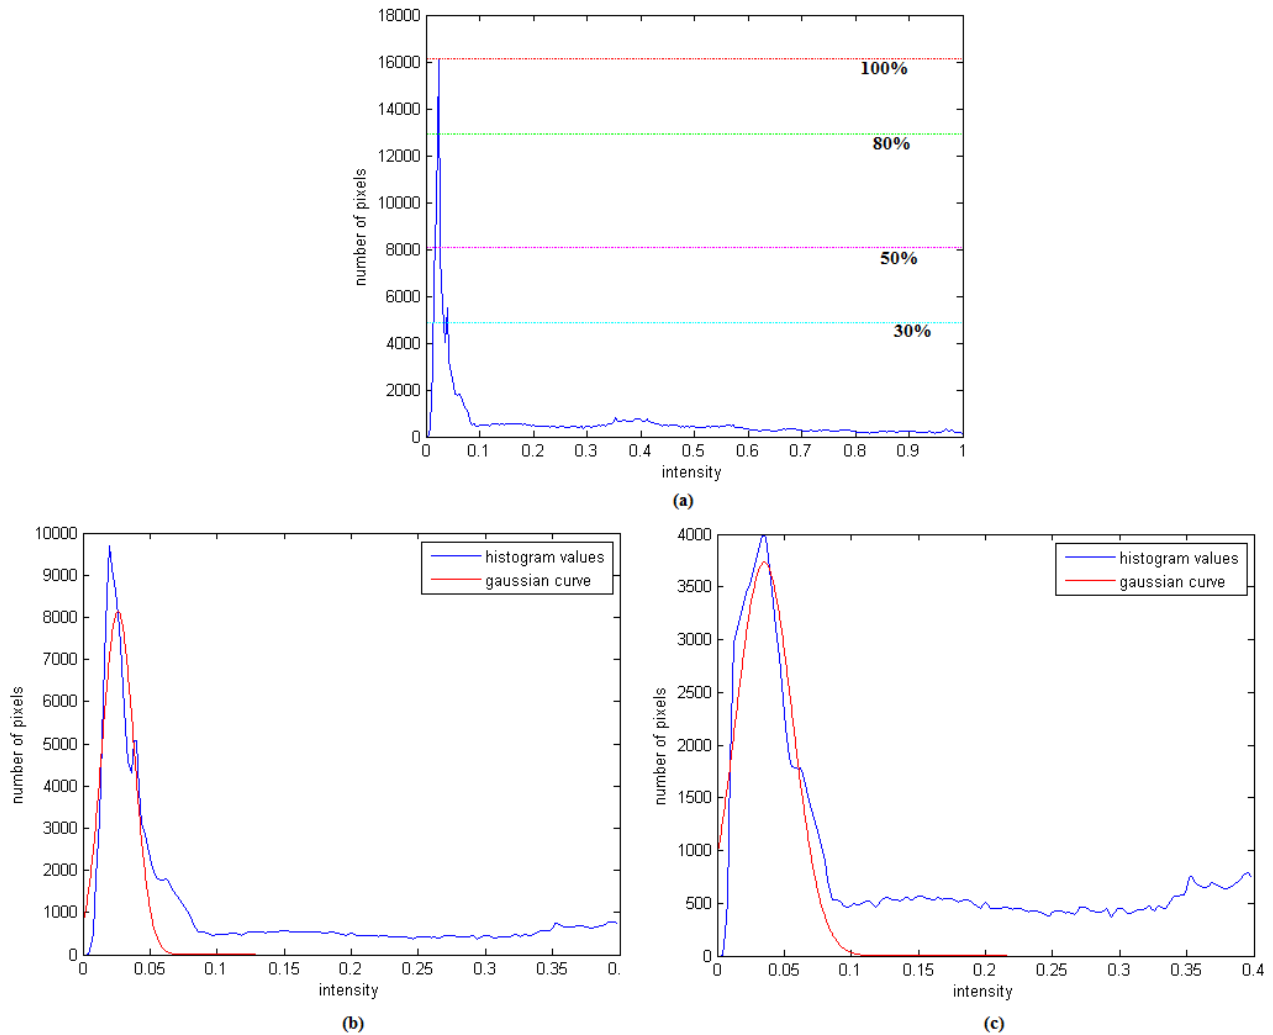 18000
16000
14000
12000
10000
8000
6000
4000
2000
0
number of pixels
100%
80%
50%
30%
0 0.1 0.2 0.3 0.4 0.5 0.6 0.7 0.8 0.9 1
intensity
(a)
10000
9000
8000
7000
6000
5000
4000
3000
2000
1000
0
number of pixels
histogram values
gaussian curve
0 0.05 0.1 0.15 0.2 0.25 0.3 0.35 0.
intensity
(b)
4000
3500
3000
2500
2000
1500
1000
500
0
number of pixels
histogram values
gaussian curve
0 0.05 0.1 0.15 0.2 0.25 0.3 0.35 0.4
intensity
(c)